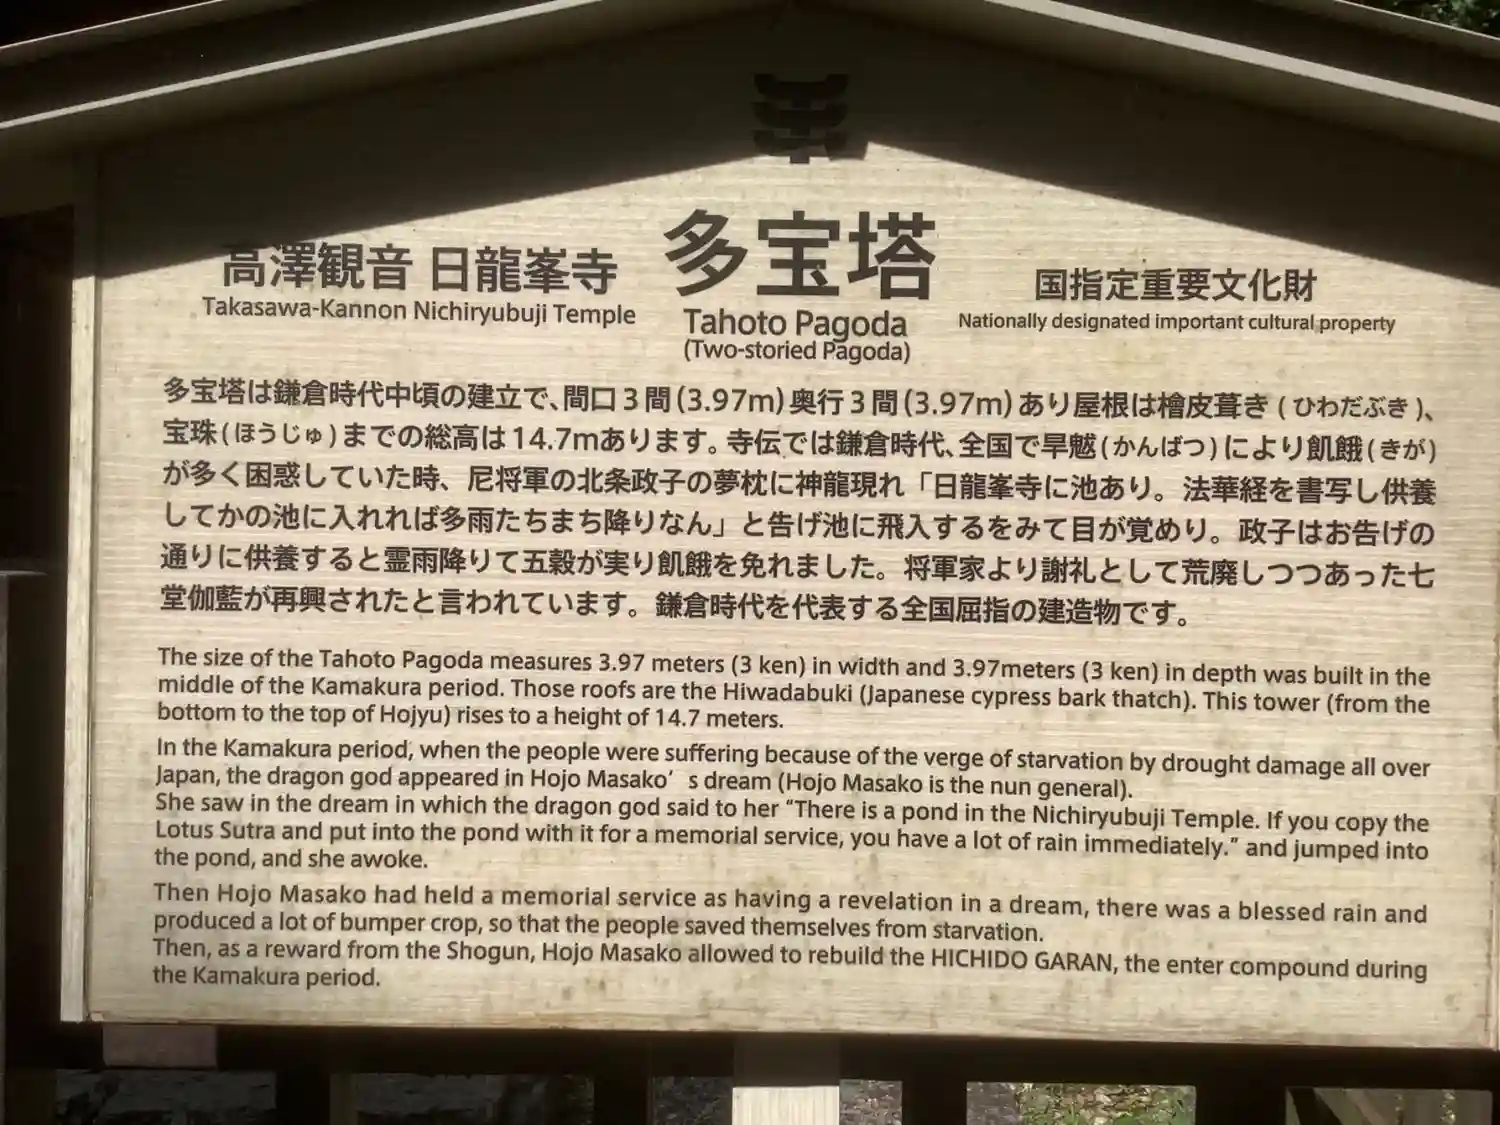 多宝塔
高澤観音 日龍峯寺
Takasawa-Kannon Nichiryubuji Temple
Tahoto Pagoda
(Two-storied Pagoda)
国指定重要文化財
Nationally designated important cultural property
多宝塔は鎌倉時代中頃の建立で、間口3間(3.97m)奥行3間(3.97m)あり屋根は檜皮葺き(ひわだぶき)、
宝珠(ほうじゅ)までの総高は14.7mあります。寺伝では鎌倉時代、全国で旱魃(かんばつ)により飢餓(きが)
が多く困惑していた時、尼将軍の北条政子の夢枕に神龍現れ「日龍峯寺に池あり。法華経を書写し供養
してかの池に入れれば多雨たちまち降りなん」と告げ池に飛入するをみて目が覚めり。政子はお告げの
通りに供養すると霊雨降りて五穀が実り飢餓を免れました。将軍家より謝礼として荒廃しつつあった七
堂伽藍が再興されたと言われています。鎌倉時代を代表する全国屈指の建造物です。
The size of the Tahoto Pagoda measures 3.97 meters (3 ken) in width and 3.97meters (3 ken) in depth was built in the
middle of the Kamakura period. Those roofs are the Hiwadabuki (Japanese cypress bark thatch). This tower (from the
bottom to the top of Hojyu) rises to a height of 14.7 meters.
In the Kamakura period, when the people were suffering because of the verge of starvation by drought damage all over
Japan, the dragon god appeared in Hojo Masako’ s dream (Hojo Masako is the nun general).
She saw in the dream in which the dragon god said to her “There is a pond in the Nichiryubuji Temple. If you copy the
Lotus Sutra and put into the pond with it for a memorial service, you have a lot of rain immediately.” and jumped into
the pond, and she awoke.
Then Hojo Masako had held a memorial service as having a revelation in a dream, there was a blessed rain and
produced a lot of bumper crop, so that the people saved themselves from starvation.
Then, as a reward from the Shogun, Hojo Masako allowed to rebuild the HICHIDO GARAN, the enter compound during
the Kamakura period.